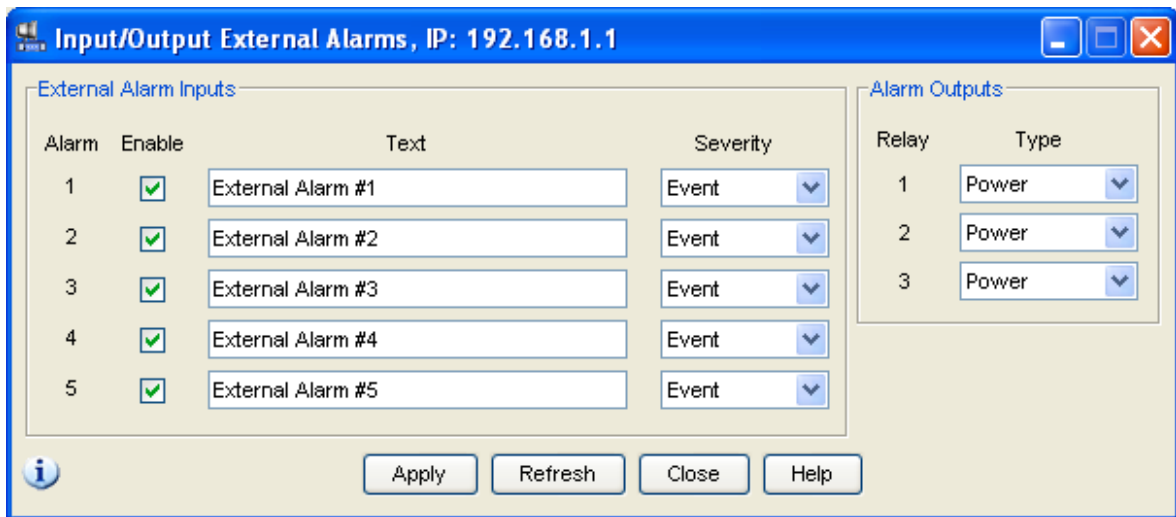 Input/Output External Alarms, IP: 192.168.1.1
External Alarm Inputs
Alarm Enable Text Severity
1 External Alarm #1 Event
2 External Alarm #2 Event
3 External Alarm #3 Event
4 External Alarm #4 Event
5 External Alarm #5 Event
Alarm Outputs
Relay Type
1 Power
2 Power
3 Power
Apply Refresh Close Help